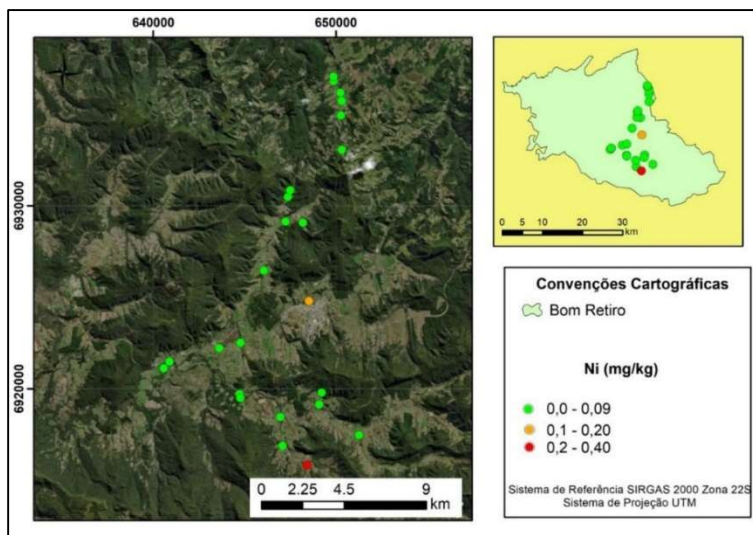 640000 650000
6930000
6920000
0 2.25 4.5 9
km
0 5 10 20 30
km
Convenções Cartográficas
Bom Retiro
Ni (mg/kg)
0,0 - 0,09
0,1 - 0,20
0,2 - 0,40
Sistema de Referência SIRGAS 2000 Zona 22S
Sistema de Projeção UTM